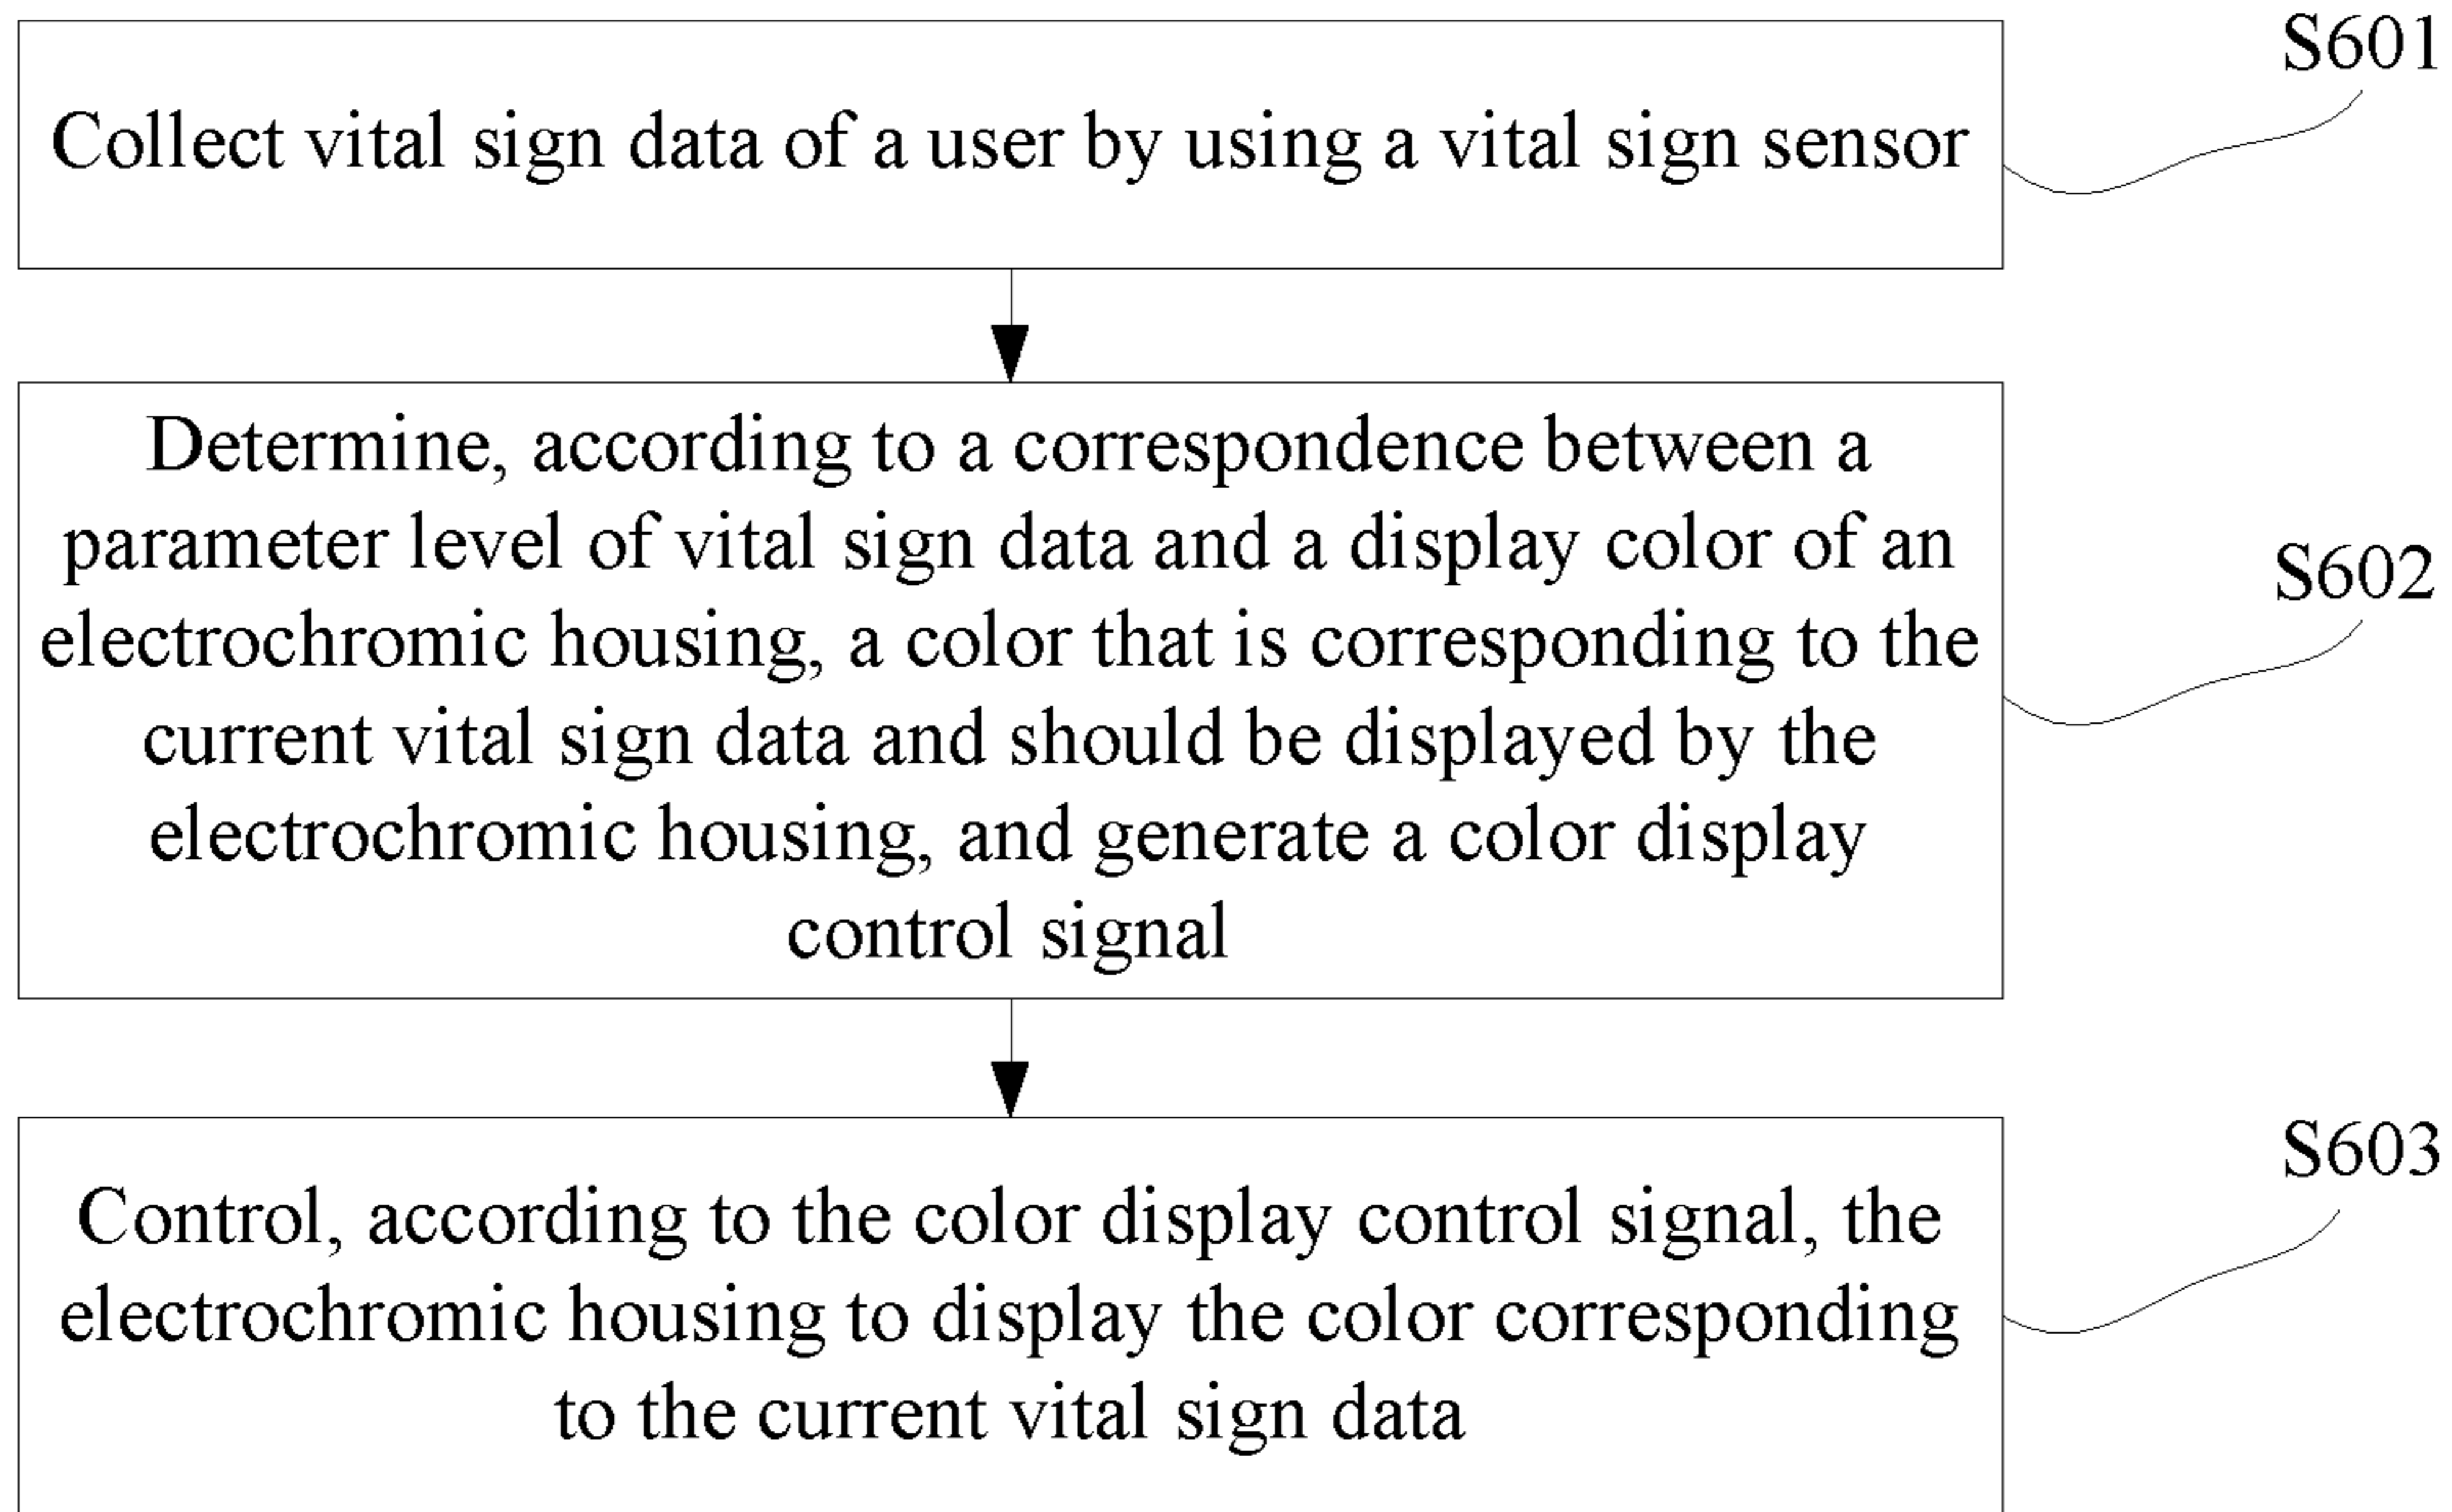 S601
Collect vital sign data of a user by using a vital sign sensor
Determine, according to a correspondence between a
parameter level of vital sign data and a display color of an
S602
electrochromic housing, a color that is corresponding to the
current vital sign data and should be displayed by the
electrochromic housing, and generate a color display
control signal
S603
Control, according to the color display control signal, the
electrochromic housing to display the color corresponding
to the current vital sign data